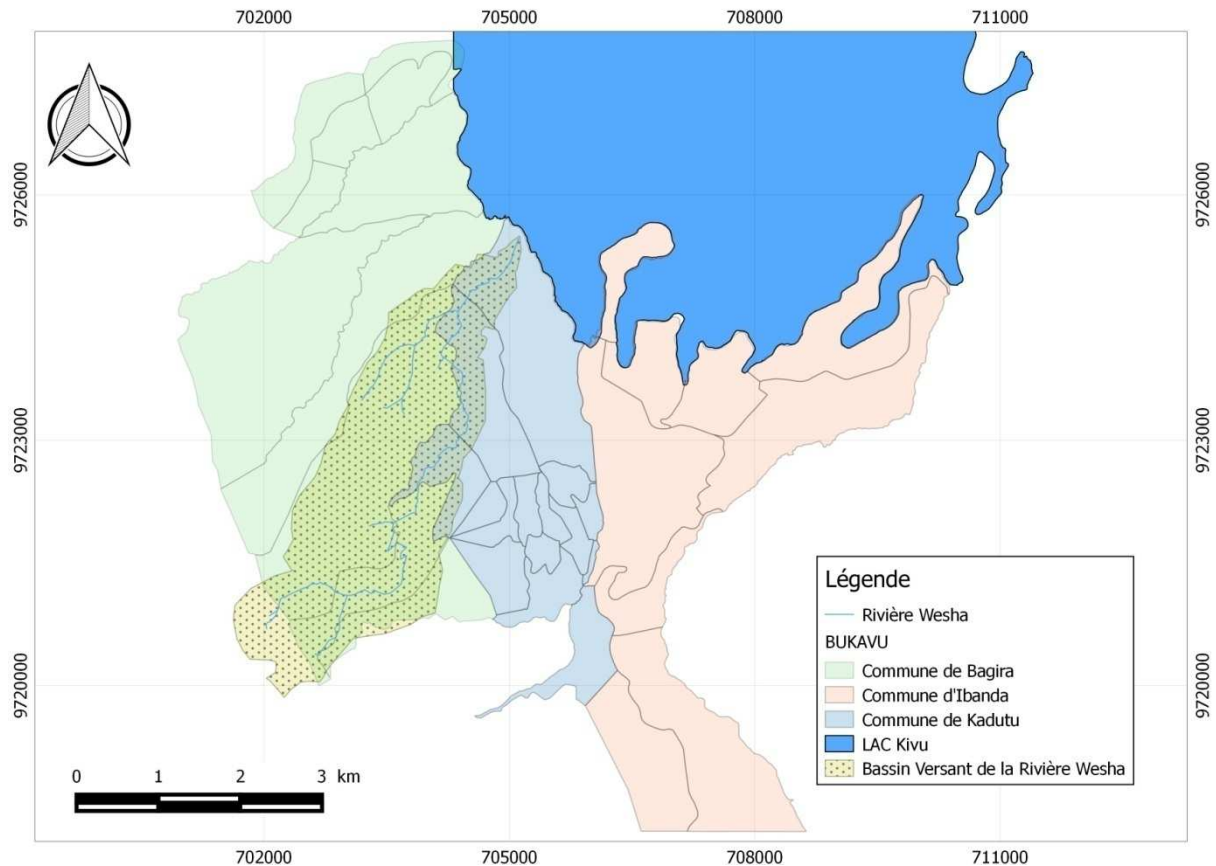 702000 705000 708000 711000
9726000 9726000
9723000 9723000
9720000 9720000
Légende
Rivière Wesha
BUKAVU
Commune de Bagira
Commune d'Ibanda
Commune de Kadutu
LAC Kivu
Bassin Versant de la Rivière Wesha
0 1 2 3 km
702000 705000 708000 711000